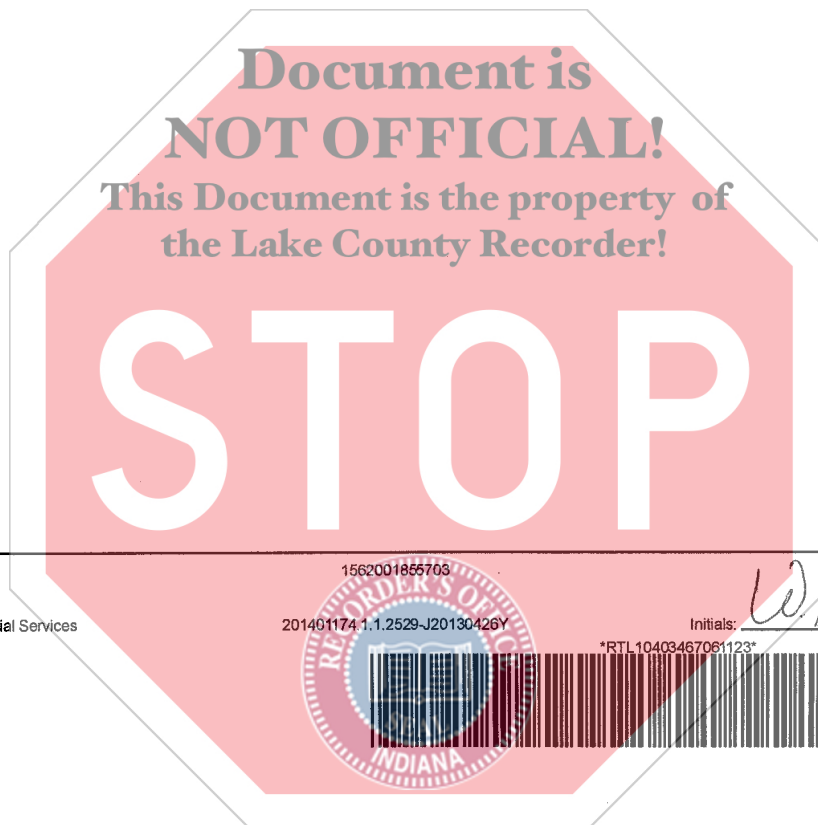 Document is
NOT OFFICIAL!
This Document is the property of
the Lake County Recorder!
STOP
1562001855703
ial Services
201401174.1.1.2529-J20130426Y
Initials: W.
*RTL10403467061123*
RECORDER'S OFFICE
SEAL
INDIANA